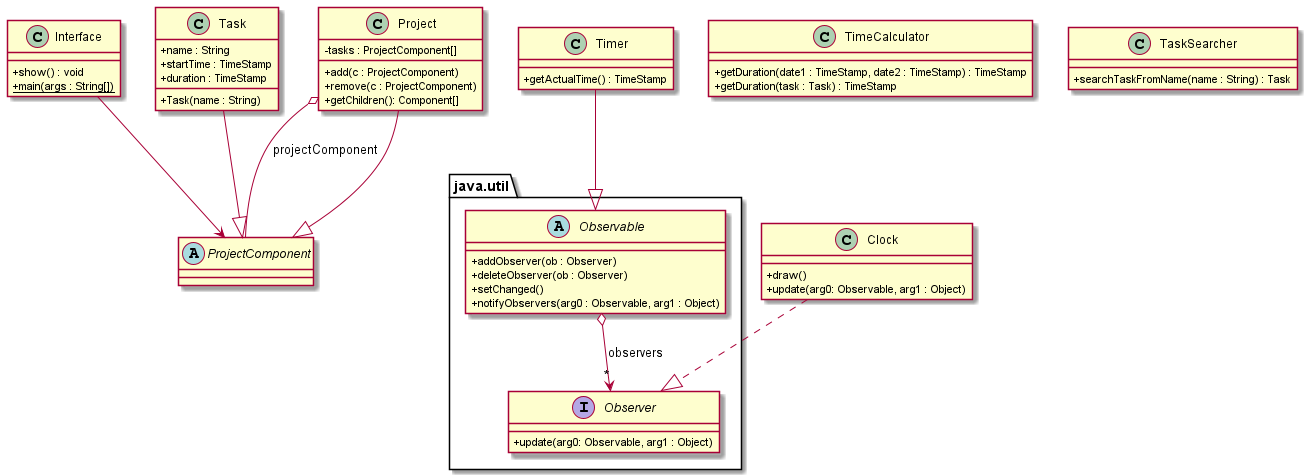 C Interface
+show() : void
+main(args : String[])
C Task
+name : String
+startTime : TimeStamp
+duration : TimeStamp
+Task(name : String)
C Project
-tasks : ProjectComponent[]
+add(c : ProjectComponent)
+remove(c : ProjectComponent)
+getChildren(): Component[]
C Timer
+getActualTime() : TimeStamp
C TimeCalculator
+getDuration(date1 : TimeStamp, date2 : TimeStamp) : TimeStamp
+getDuration(task : Task) : TimeStamp
C TaskSearcher
+searchTaskFromName(name : String) : Task
projectComponent
java.util
A ProjectComponent
A Observable
+addObserver(ob : Observer)
+deleteObserver(ob : Observer)
+setChanged()
+notifyObservers(arg0 : Observable, arg1 : Object)
C Clock
+draw()
+update(arg0: Observable, arg1 : Object)
observers
*
I Observer
+update(arg0: Observable, arg1 : Object)